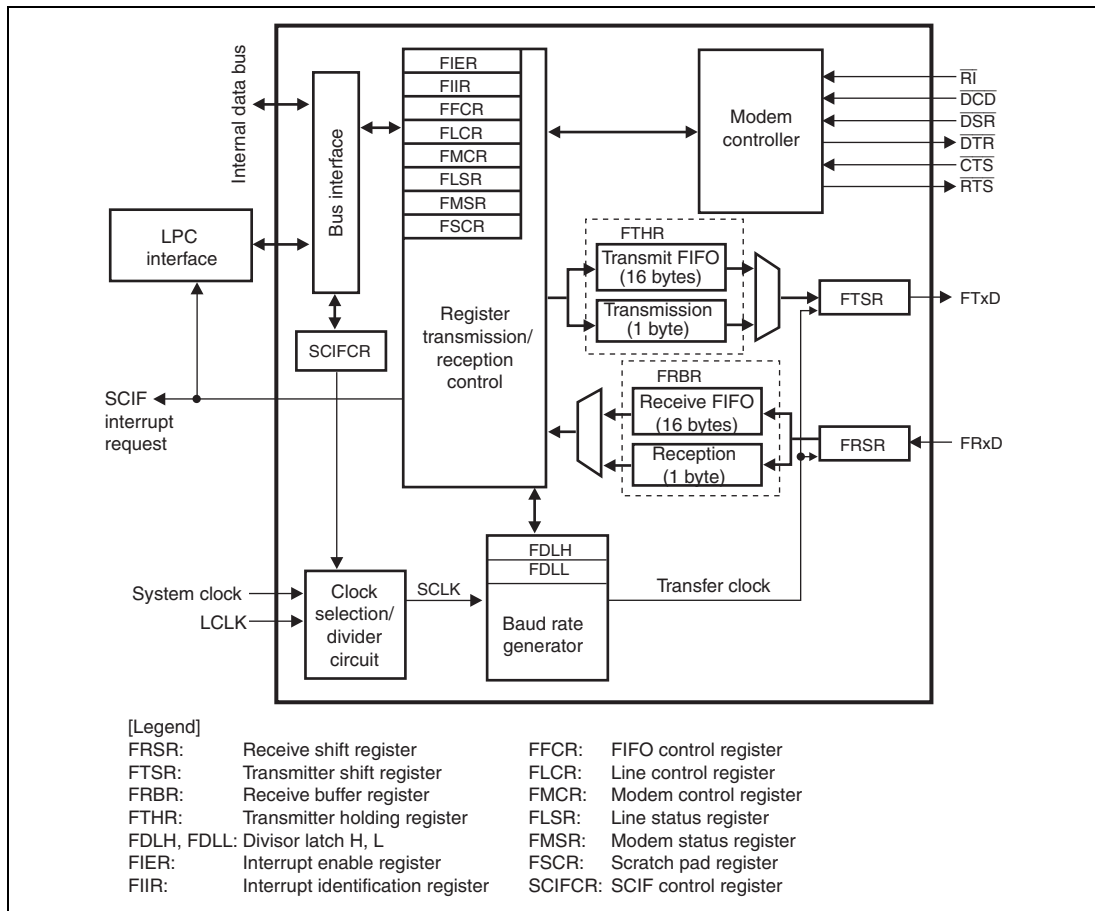 Internal data bus
LPC
interface
Bus interface
SCIFCR
FIER
FIIR
FFCR
FLCR
FMCR
FLSR
FMSR
FSCR
Register
transmission/
reception
control
Modem
controller
RI
DCD
DSR
DTR
CTS
RTS
FTHR
Transmit FIFO
(16 bytes)
Transmission
(1 byte)
FTSR
FTxD
FRBR
Receive FIFO
(16 bytes)
Reception
(1 byte)
FRSR
FRxD
SCIF
interrupt
request
System clock
LCLK
Clock
selection/
divider
circuit
SCLK
FDLH
FDLL
Baud rate
generator
Transfer clock
[Legend]
FRSR: Receive shift register
FTSR: Transmitter shift register
FRBR: Receive buffer register
FTHR: Transmitter holding register
FDLH, FDLL: Divisor latch H, L
FIER: Interrupt enable register
FIIR: Interrupt identification register
FFCR: FIFO control register
FLCR: Line control register
FMCR: Modem control register
FLSR: Line status register
FMSR: Modem status register
FSCR: Scratch pad register
SCIFCR: SCIF control register